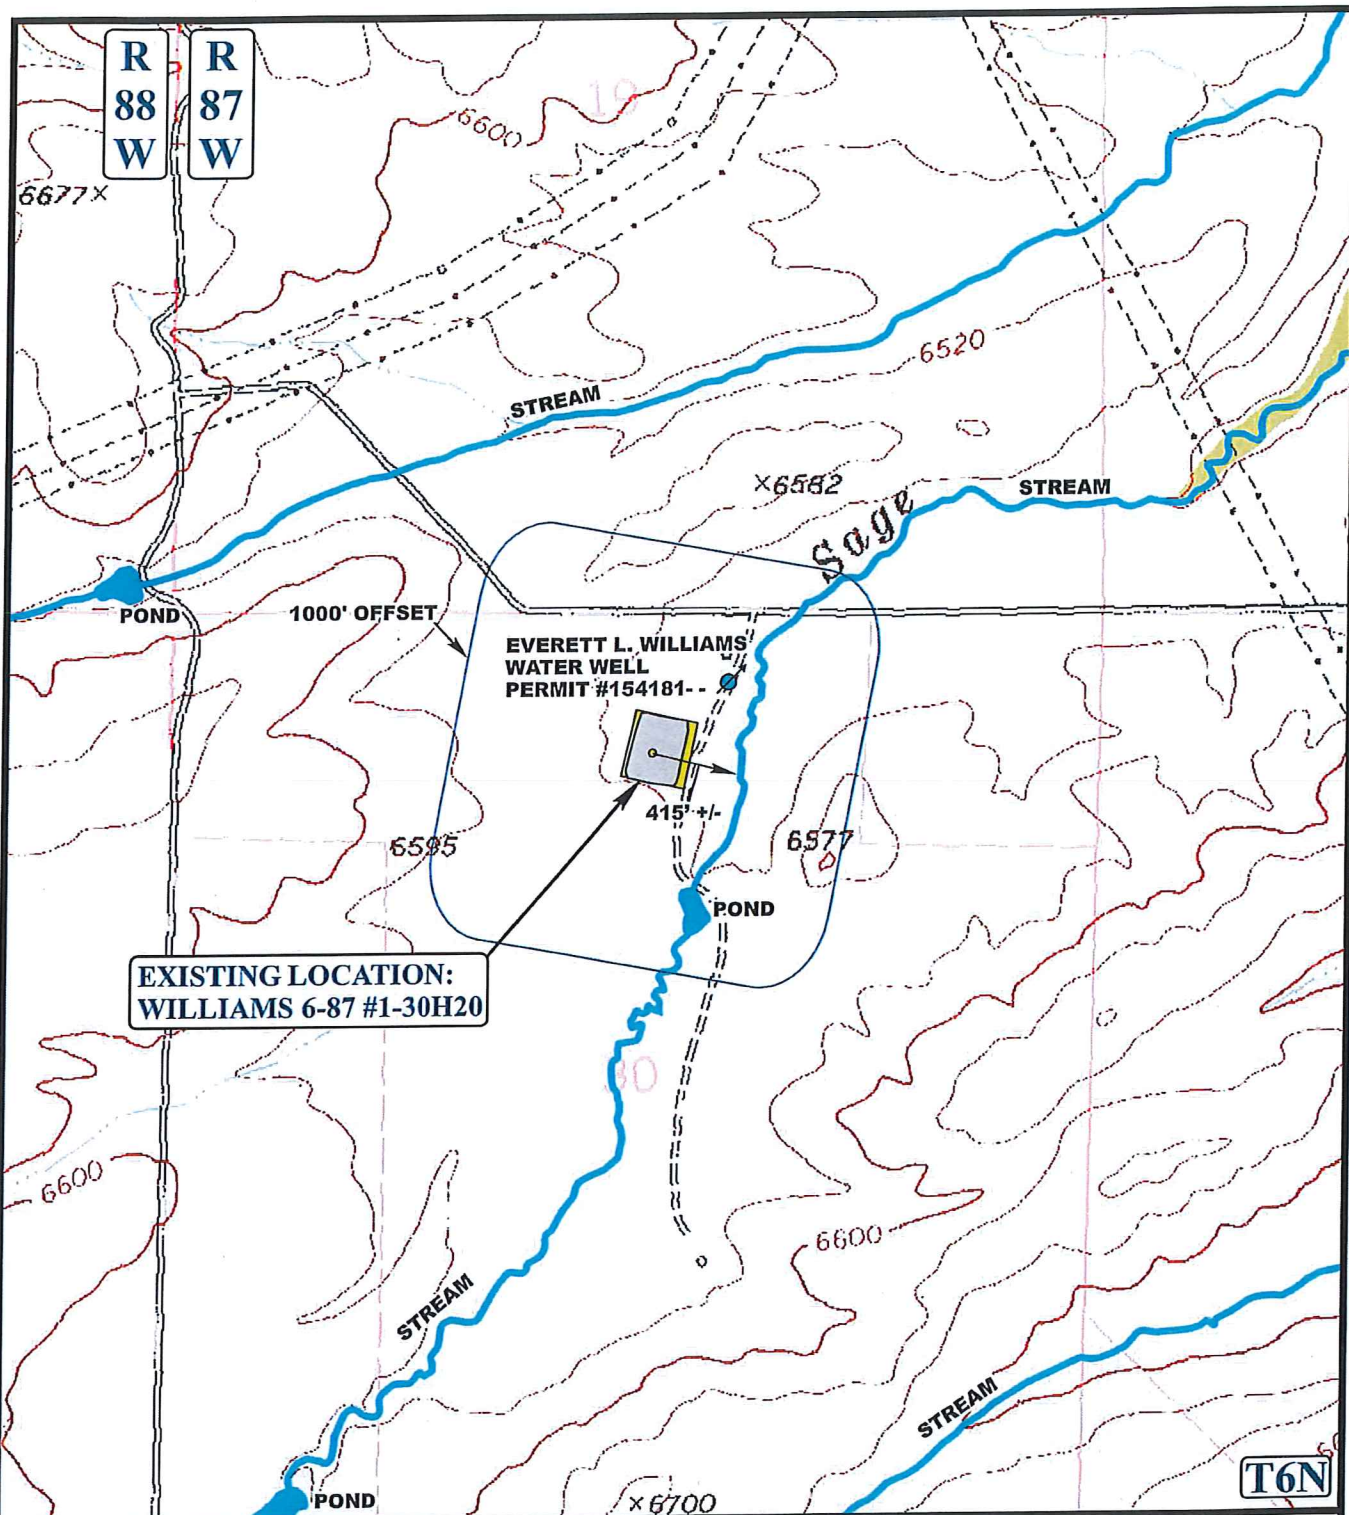 R
88
W
R
87
W
19
6600
6677×
6520
STREAM
×6582
STREAM
Sage
POND
1000' OFFSET
EVERETT L. WILLIAMS
WATER WELL
PERMIT #154181--
415' +/-
6595
6577
POND
EXISTING LOCATION:
WILLIAMS 6-87 #1-30H20
30
6600
6600
STREAM
STREAM
T6N
POND
×6700